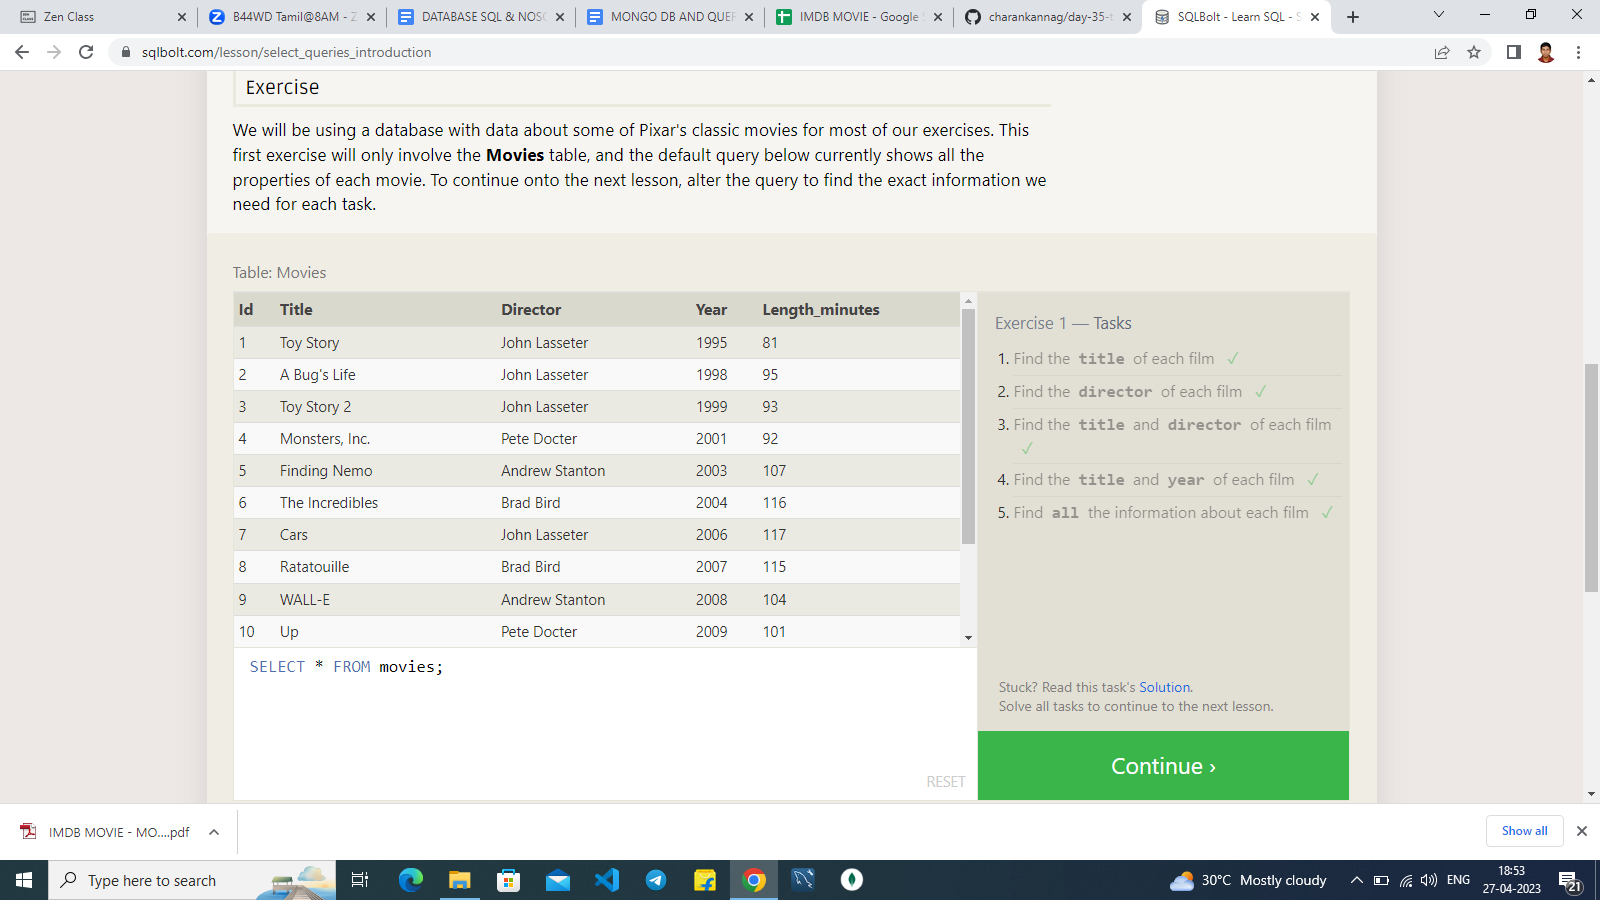 Zen Class
B44WD Tamil@8AM - Z
DATABASE SQL & NOSQ
MONGO DB AND QUER
IMDB MOVIE - Google
charankannag/day-35-t
SQLBolt - Learn SQL - S
sqlbolt.com/lesson/select_queries_introduction
Exercise
We will be using a database with data about some of Pixar's classic movies for most of our exercises. This
first exercise will only involve the Movies table, and the default query below currently shows all the
properties of each movie. To continue onto the next lesson, alter the query to find the exact information we
need for each task.
Table: Movies
Id Title Director Year Length_minutes
1 Toy Story John Lasseter 1995 81
2 A Bug's Life John Lasseter 1998 95
3 Toy Story 2 John Lasseter 1999 93
4 Monsters, Inc. Pete Docter 2001 92
5 Finding Nemo Andrew Stanton 2003 107
6 The Incredibles Brad Bird 2004 116
7 Cars John Lasseter 2006 117
8 Ratatouille Brad Bird 2007 115
9 WALL-E Andrew Stanton 2008 104
10 Up Pete Docter 2009 101
SELECT * FROM movies;
RESET
Exercise 1 — Tasks
1. Find the title of each film ✓
2. Find the director of each film ✓
3. Find the title and director of each film
✓
4. Find the title and year of each film ✓
5. Find all the information about each film ✓
Stuck? Read this task's Solution.
Solve all tasks to continue to the next lesson.
Continue ›
IMDB MOVIE - MO....pdf
Show all
Type here to search
30°C Mostly cloudy
ENG
18:53
27-04-2023
21